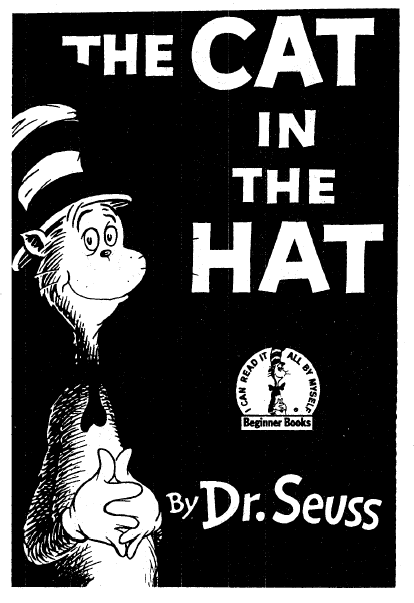 THE CAT
IN
THE
HAT
I CAN READ IT ALL BY MYSELF
Beginner Books
By Dr. Seuss